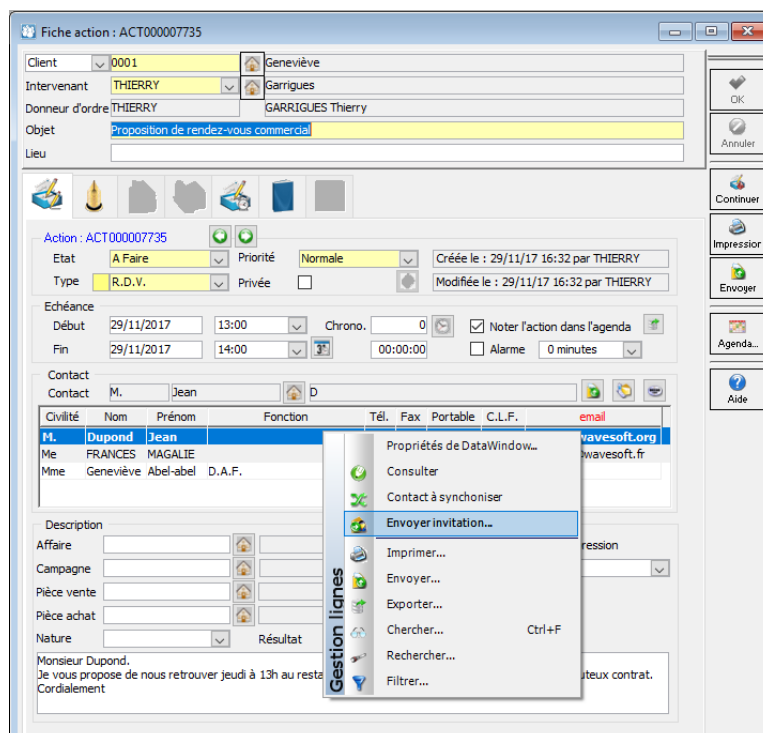 Fiche action : ACT000007735
Client 0001 Geneviève
Intervenant THIERRY Garrigues
Donneur d'ordre THIERRY GARRIGUES Thierry
Objet Proposition de rendez-vous commercial
Lieu
OK
Annuler
Continuer
Impression
Envoyer
Agenda...
Aide
Action : ACT000007735
Etat A Faire Priorité Normale Créée le : 29/11/17 16:32 par THIERRY
Type R.D.V. Privée Modifiée le : 29/11/17 16:32 par THIERRY
Echéance
Début 29/11/2017 13:00 Chrono. 0 Noter l'action dans l'agenda
Fin 29/11/2017 14:00 00:00:00 Alarme 0 minutes
Contact
Contact M. Jean D
Civilité Nom Prénom Fonction Tél. Fax Portable C.L.F. email
M. Dupond Jean wavesoft.org
Me FRANCES MAGALIE @wavesoft.fr
Mme Geneviève Abel-abel D.A.F.
Gestion lignes
Propriétés de DataWindow...
Consulter
Contact à synchoniser
Envoyer invitation...
Imprimer...
Envoyer...
Exporter...
Chercher... Ctrl+F
Rechercher...
Filtrer...
Description
Affaire ression
Campagne
Pièce vente
Pièce achat
Nature Résultat
Monsieur Dupond.
Je vous propose de nous retrouver jeudi à 13h au resta uteux contrat.
Cordialement